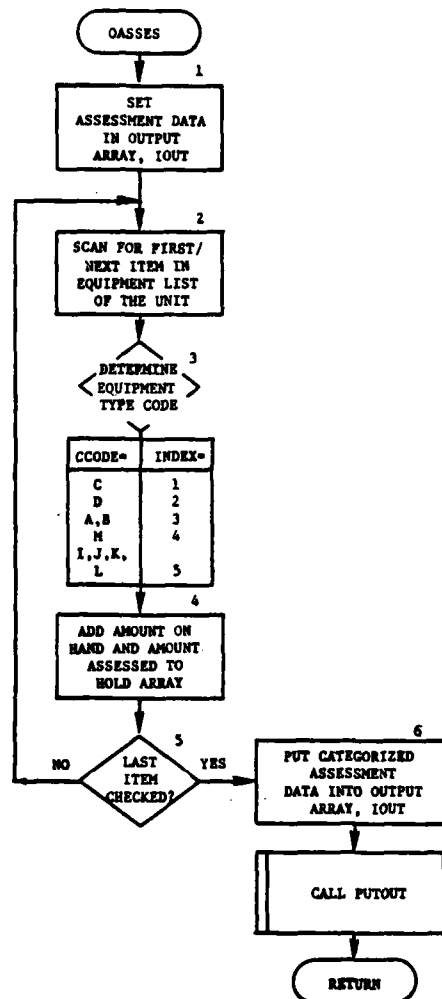 OASSES
1
SET
ASSESSMENT DATA
IN OUTPUT
ARRAY, IOUT
2
SCAN FOR FIRST/
NEXT ITEM IN
EQUIPMENT LIST
OF THE UNIT
3
DETERMINE
EQUIPMENT
TYPE CODE
CCODE= INDEX=
C 1
D 2
A,B 3
M 4
I,J,K,
L 5
4
ADD AMOUNT ON
HAND AND AMOUNT
ASSESSED TO
HOLD ARRAY
5
NO
LAST
ITEM
CHECKED?
YES
6
PUT CATEGORIZED
ASSESSMENT
DATA INTO OUTPUT
ARRAY, IOUT
CALL PUTOUT
RETURN